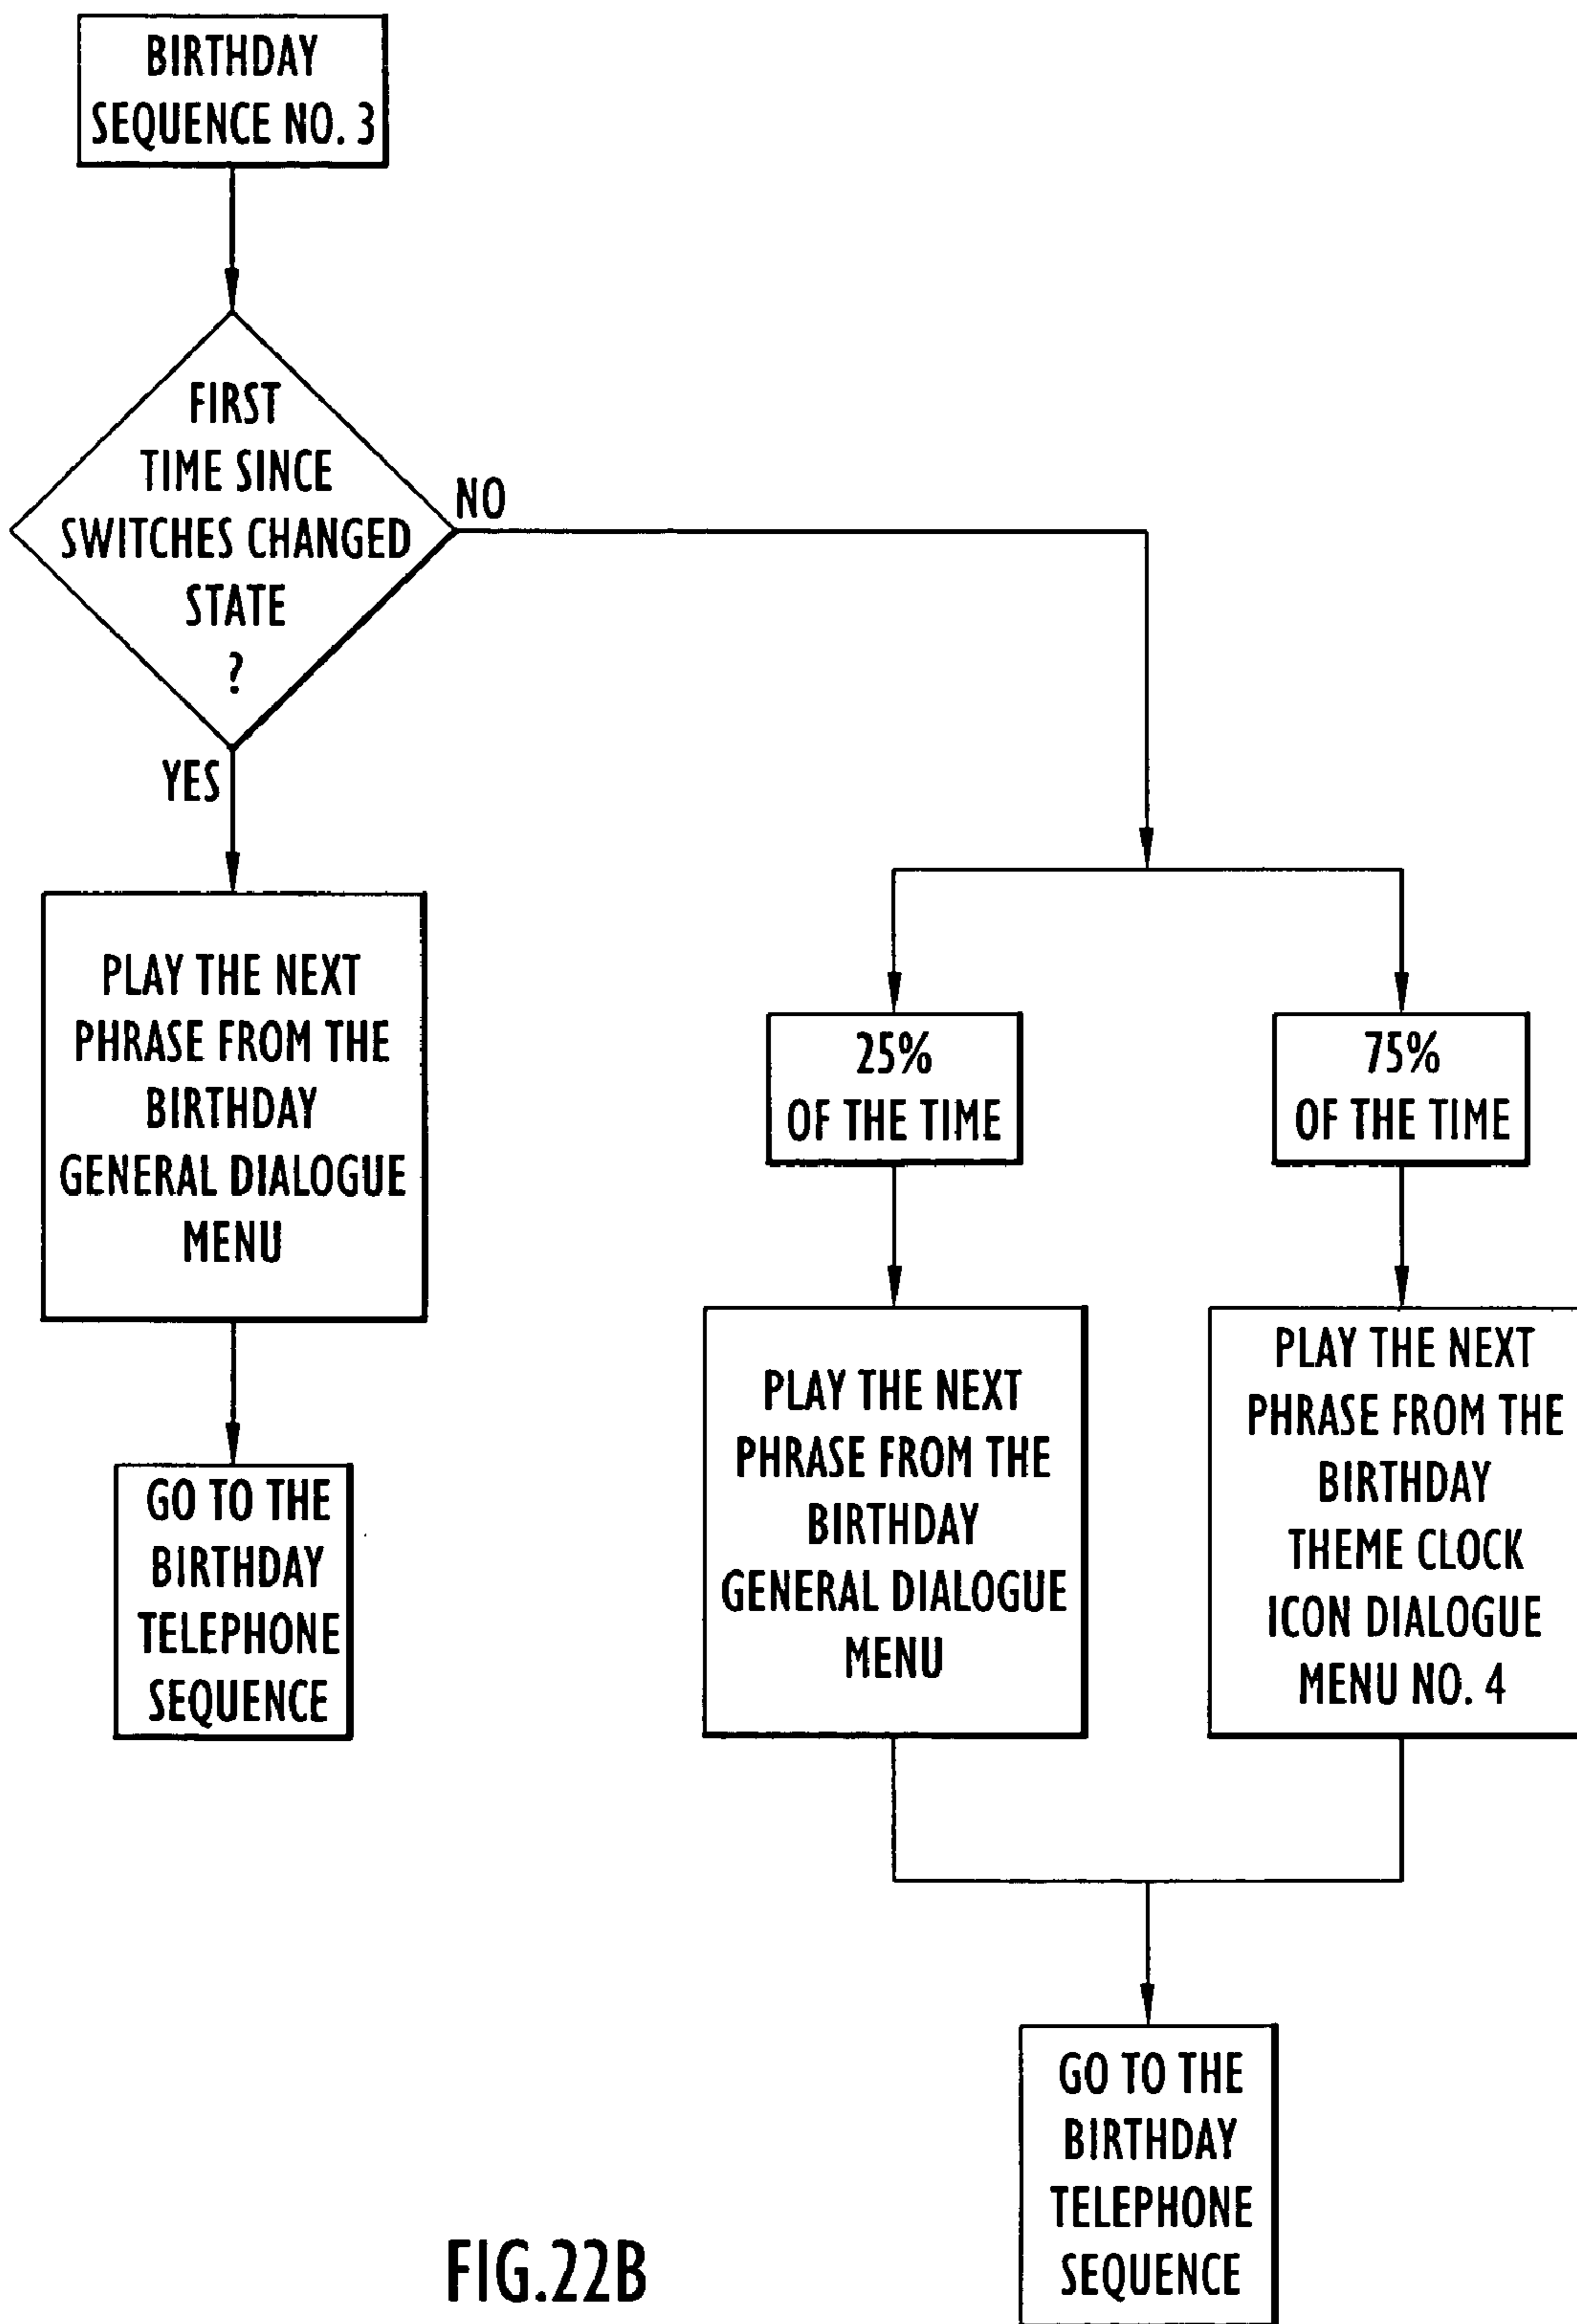 BIRTHDAY
SEQUENCE NO. 3
FIRST
TIME SINCE
SWITCHES CHANGED
STATE
?
NO
YES
PLAY THE NEXT
PHRASE FROM THE
BIRTHDAY
GENERAL DIALOGUE
MENU
GO TO THE
BIRTHDAY
TELEPHONE
SEQUENCE
25%
OF THE TIME
75%
OF THE TIME
PLAY THE NEXT
PHRASE FROM THE
BIRTHDAY
GENERAL DIALOGUE
MENU
PLAY THE NEXT
PHRASE FROM THE
BIRTHDAY
THEME CLOCK
ICON DIALOGUE
MENU NO. 4
GO TO THE
BIRTHDAY
TELEPHONE
SEQUENCE
FIG.22B